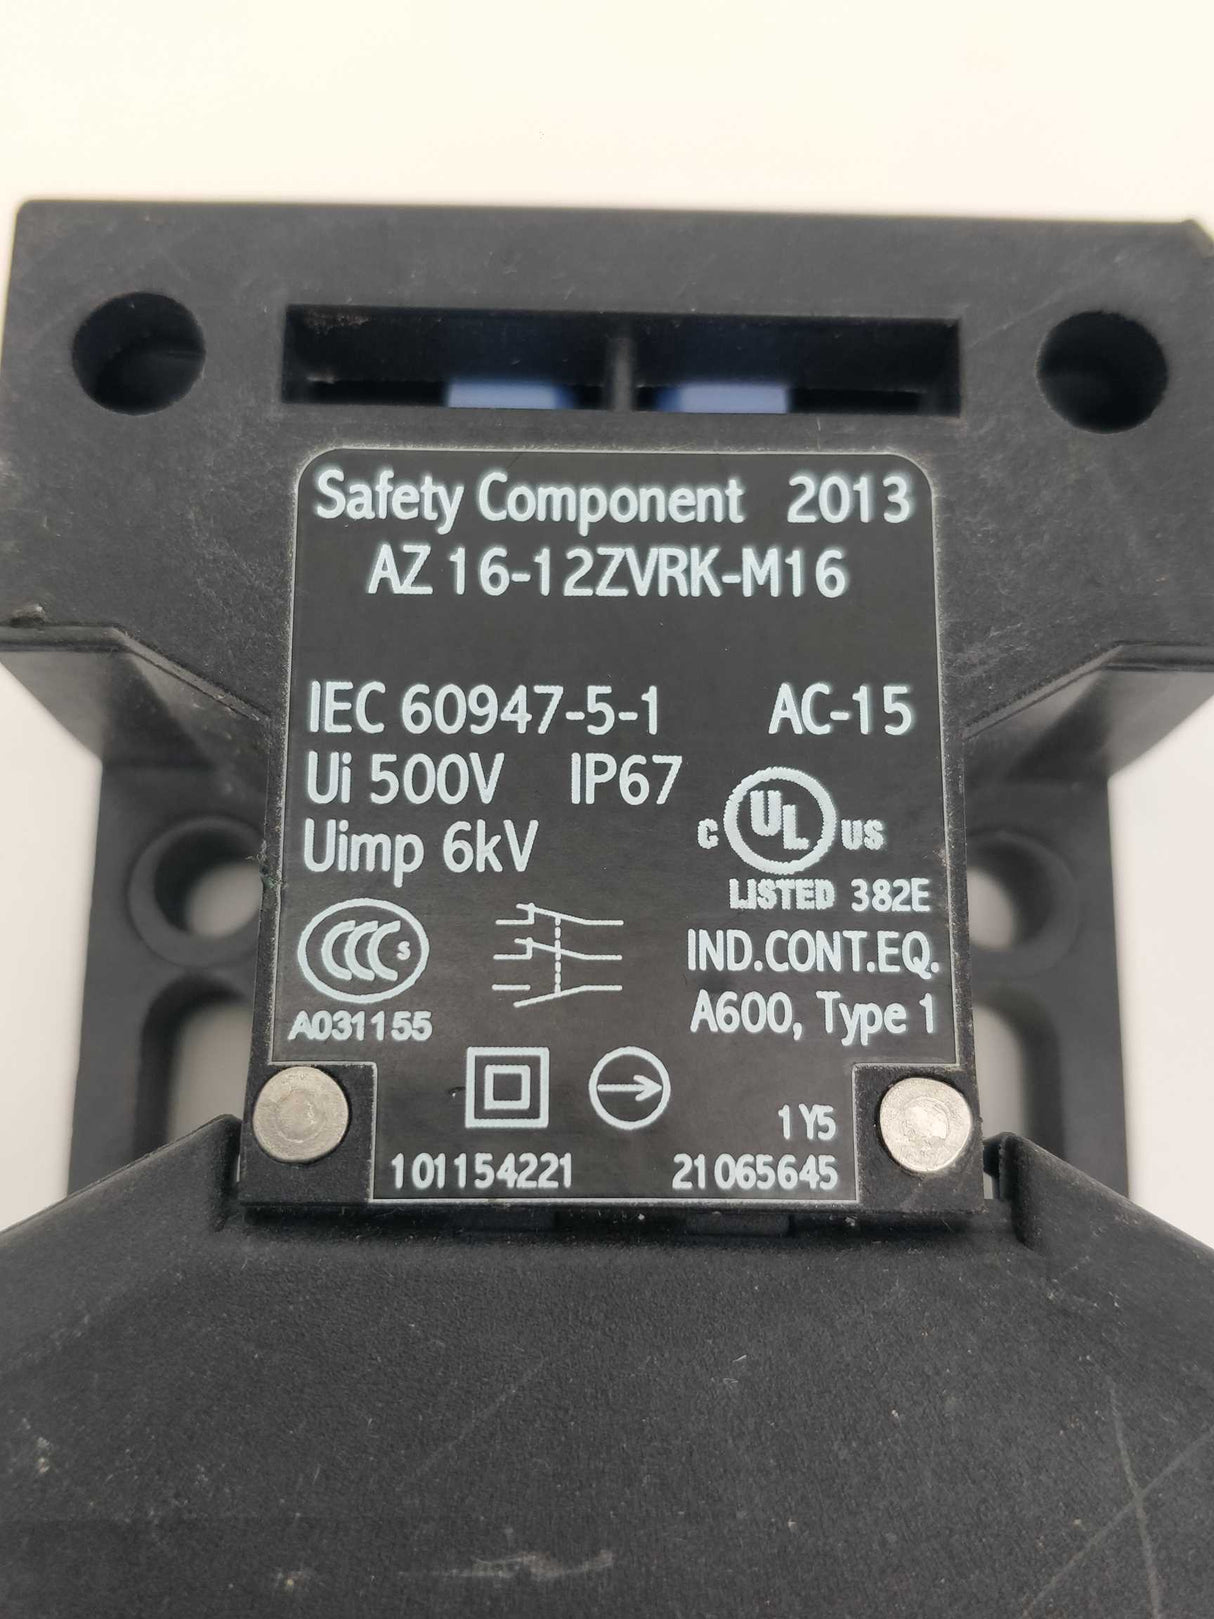 Safety Component 2013
AZ 16-12ZVRK-M16
IEC 60947-5-1 AC-15
Ui 500V IP67
Uimp 6kV
C UL US
LISTED 382E
CCC S
IND.CONT.EQ.
A031155
A600, Type 1
1Y5
101154221 21065645